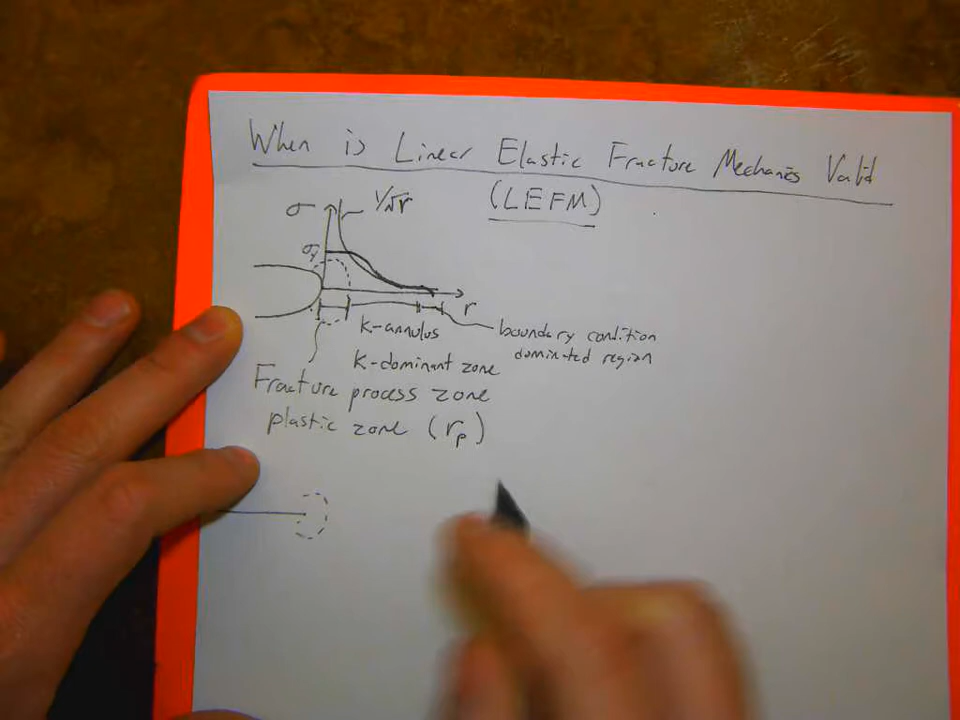 When is Linear Elastic Fracture Mechanics Valid
(LEFM)
σ
1/√r
σy
r
K-annulus
boundary condition
dominated region
K-dominant zone
Fracture process zone
plastic zone (rp)